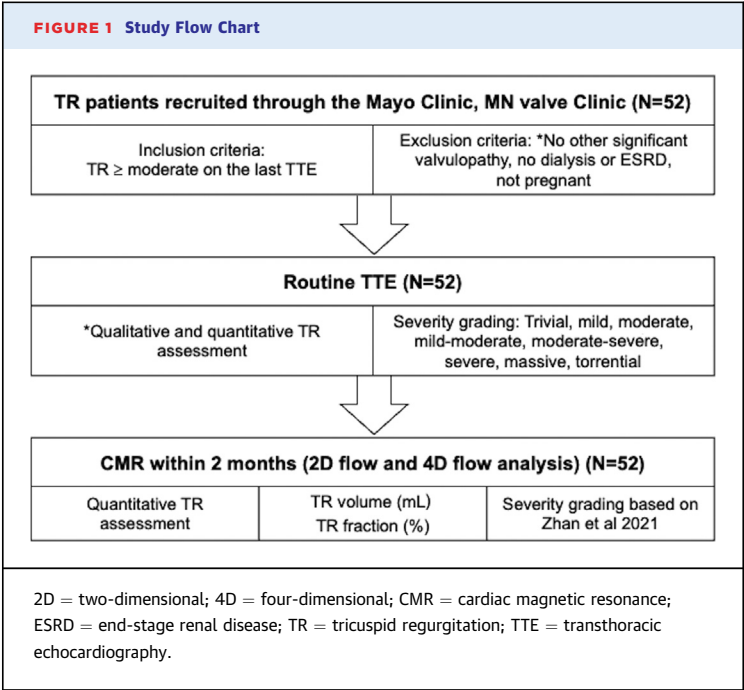 FIGURE 1 Study Flow Chart
TR patients recruited through the Mayo Clinic, MN valve Clinic (N=52)
Inclusion criteria:
TR ≥ moderate on the last TTE
Exclusion criteria: *No other significant
valvulopathy, no dialysis or ESRD,
not pregnant
Routine TTE (N=52)
*Qualitative and quantitative TR
assessment
Severity grading: Trivial, mild, moderate,
mild-moderate, moderate-severe,
severe, massive, torrential
CMR within 2 months (2D flow and 4D flow analysis) (N=52)
Quantitative TR
assessment
TR volume (mL)
TR fraction (%)
Severity grading based on
Zhan et al 2021
2D = two-dimensional; 4D = four-dimensional; CMR = cardiac magnetic resonance;
ESRD = end-stage renal disease; TR = tricuspid regurgitation; TTE = transthoracic
echocardiography.